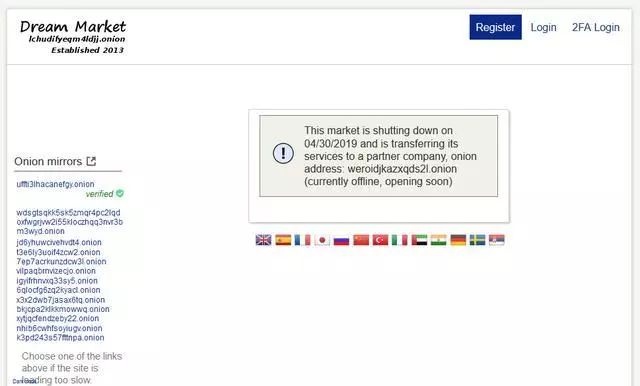 Dream Market
lchudifyeqm4ldjj.onion
Established 2013
Register
Login
2FA Login
This market is shutting down on
04/30/2019 and is transferring its
services to a partner company, onion
address: weroidjkazxqds2l.onion
(currently offline, opening soon)
Onion mirrors
uffti3lhacanefgy.onion
verified
wdsgtsqkk5sk5zmqr4pc2lqd
oxfwgrjvw2i55kloczhqq3nvr3b
m3wyd.onion
jd6yhuwcivehvdt4.onion
t3e6ly3uoif4zcw2.onion
7ep7acrkunzdcw3l.onion
vilpaqbrnvizecjo.onion
igyifrhnvxq33sy5.onion
6qlocfg6zq2kyacl.onion
x3x2dwb7jasax6tq.onion
bkjcpa2klkkmowwq.onion
xytjqcfendzeby22.onion
nhib6cwhfsoyiugv.onion
k3pd243s57fttnpa.onion
Choose one of the links
above if the site is
loading too slow.